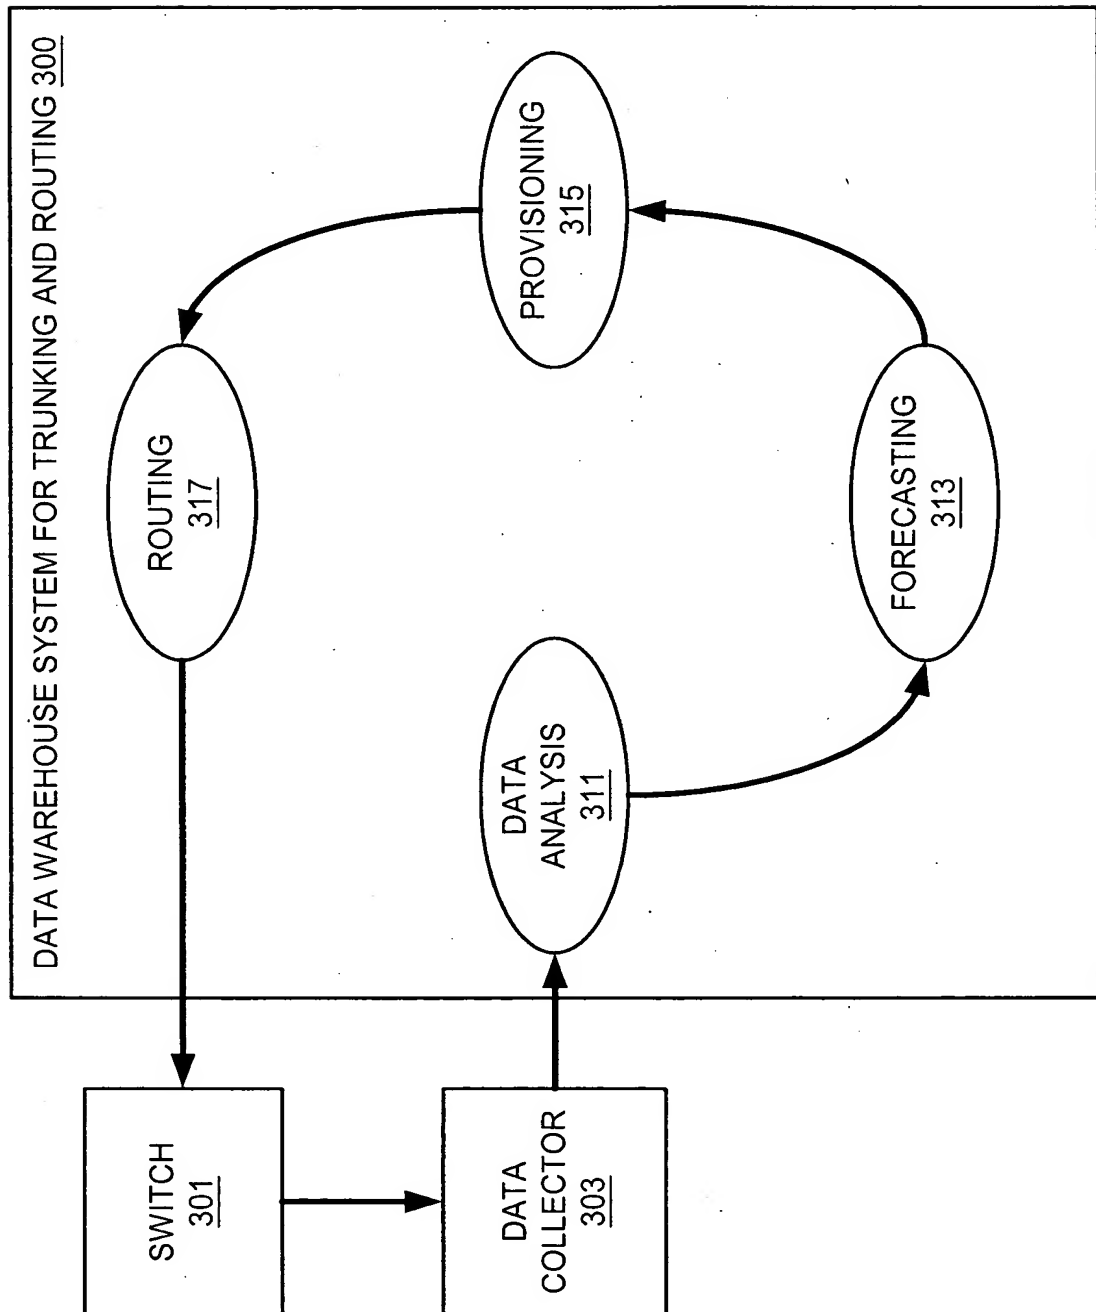 DATA WAREHOUSE SYSTEM FOR TRUNKING AND ROUTING 300
SWITCH
301
ROUTING
317
DATA
COLLECTOR
303
DATA
ANALYSIS
311
PROVISIONING
315
FORECASTING
313